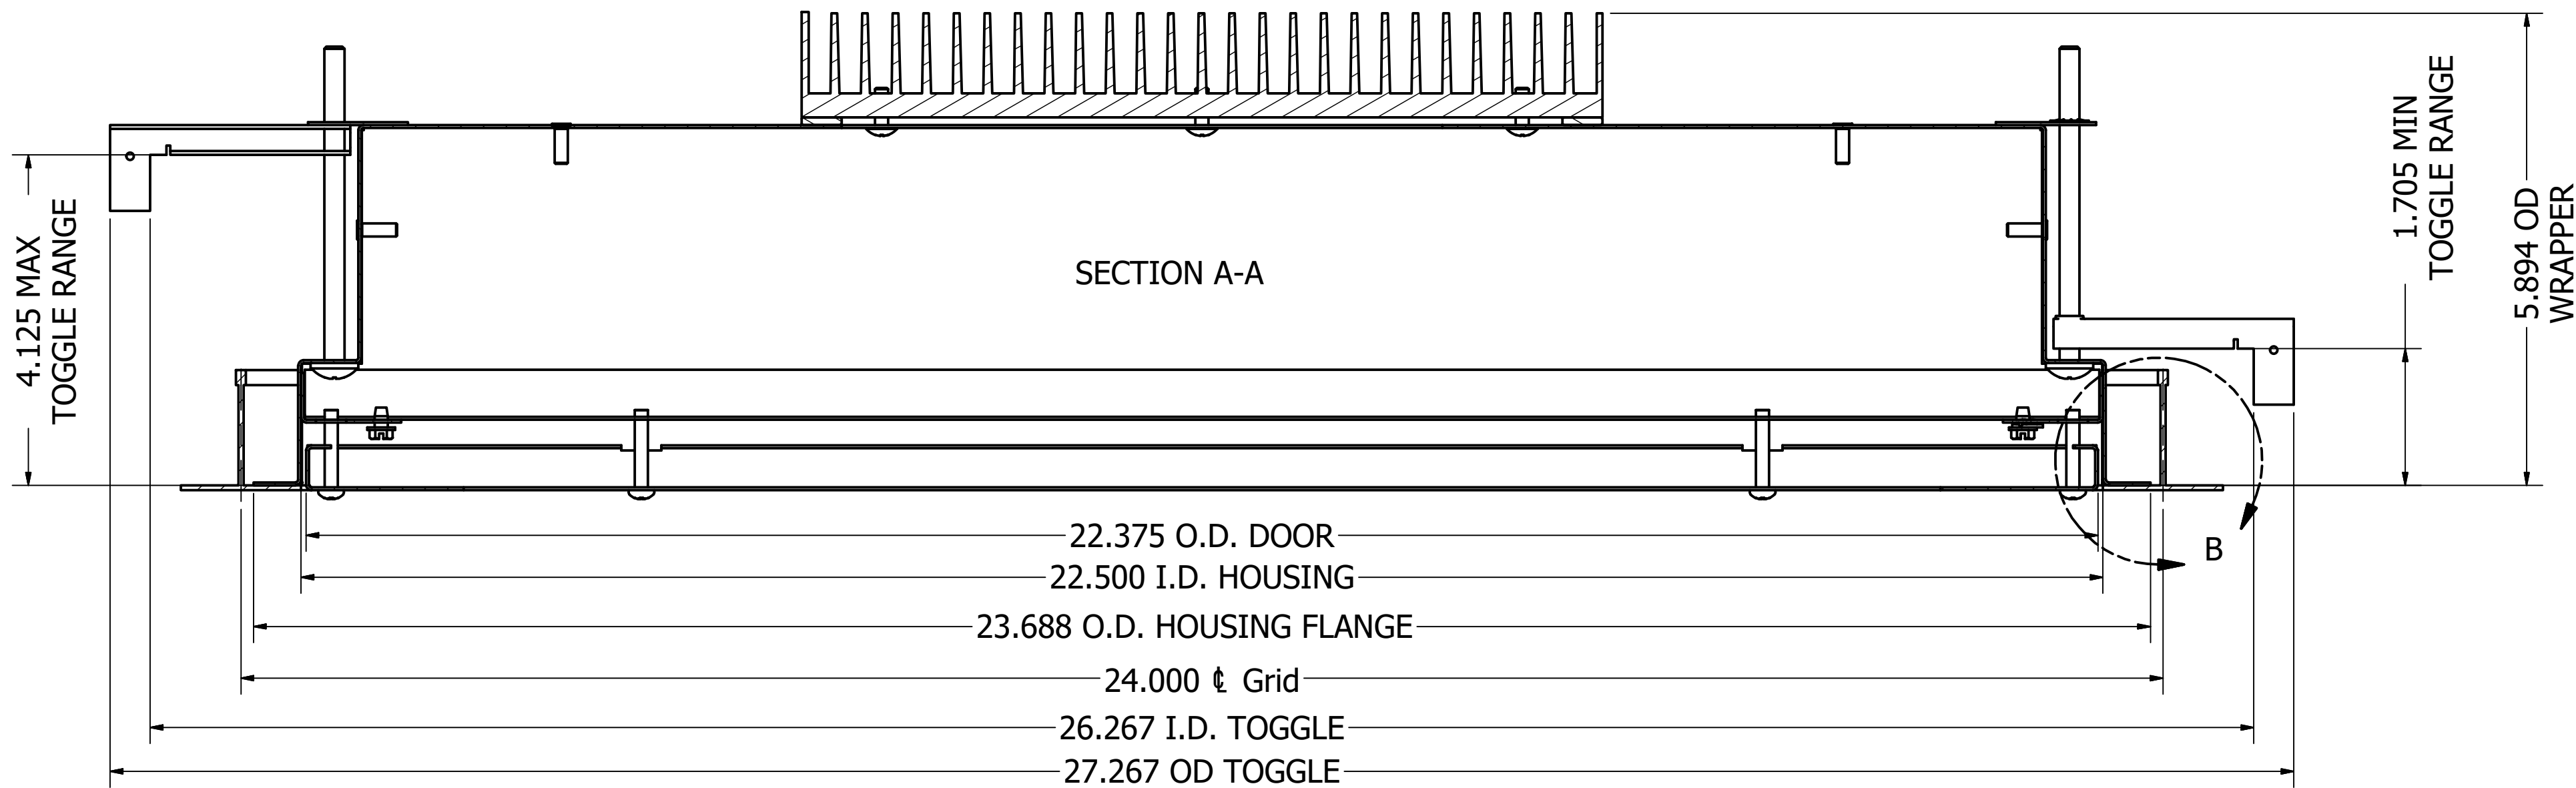 4.125 MAX
TOGGLE RANGE
SECTION A-A
1.705 MIN
TOGGLE RANGE
5.894 OD
WRAPPER
B
22.375 O.D. DOOR
22.500 I.D. HOUSING
23.688 O.D. HOUSING FLANGE
24.000 ℄ Grid
26.267 I.D. TOGGLE
27.267 OD TOGGLE